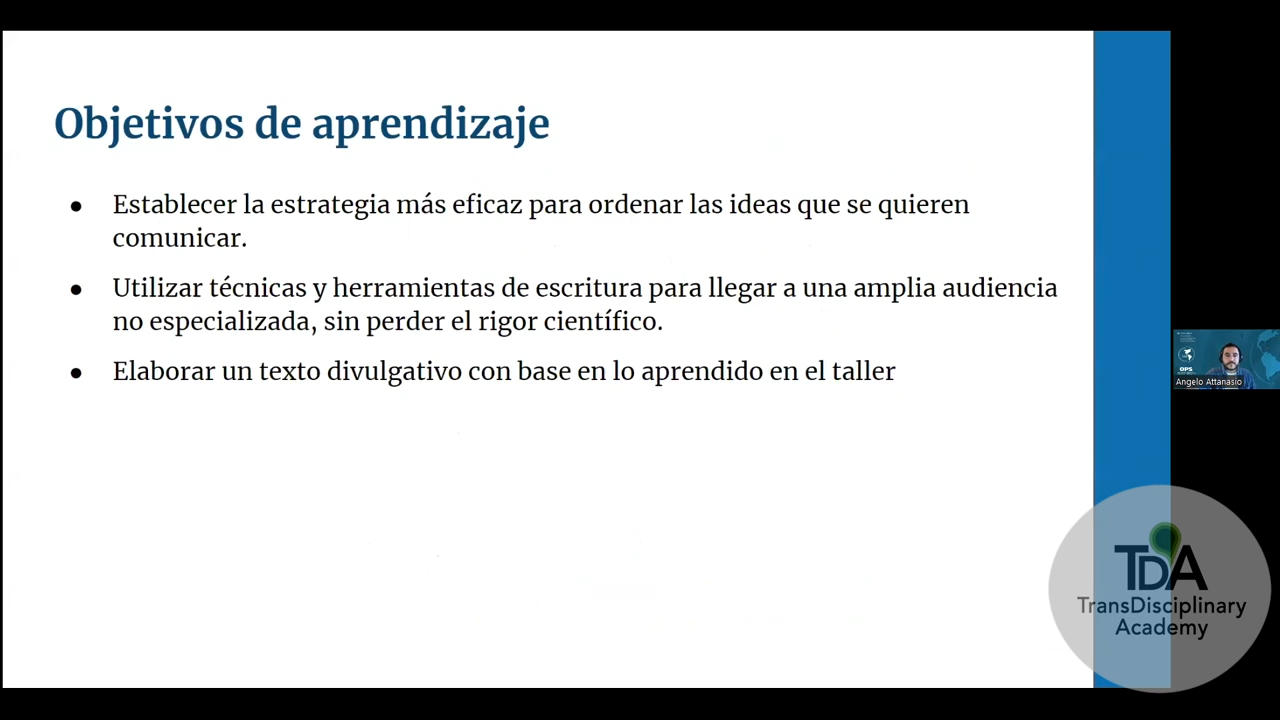 Objetivos de aprendizaje
● Establecer la estrategia más eficaz para ordenar las ideas que se quieren
comunicar.
● Utilizar técnicas y herramientas de escritura para llegar a una amplia audiencia
no especializada, sin perder el rigor científico.
● Elaborar un texto divulgativo con base en lo aprendido en el taller
OPS
Angelo Attanasio
TDA
TransDisciplinary
Academy